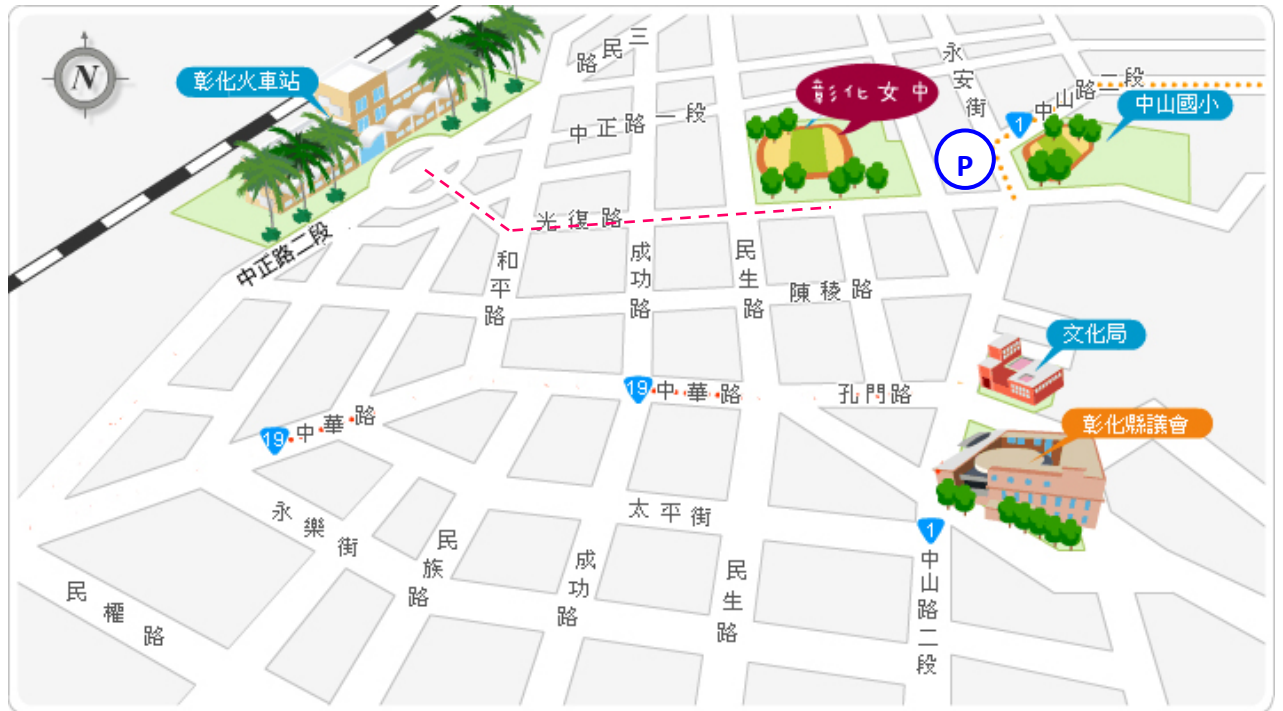 N
彰化火車站
三民路
永安街
中山路二段
中山國小
彰化女中
1
P
中正路一段
光復路
中正路二段
和平路
成功路
民生路
陳稜路
文化局
19
中華路
孔門路
彰化縣議會
19
中華路
永樂街
太平街
1
民族路
成功路
民生路
中山路二段
民權路